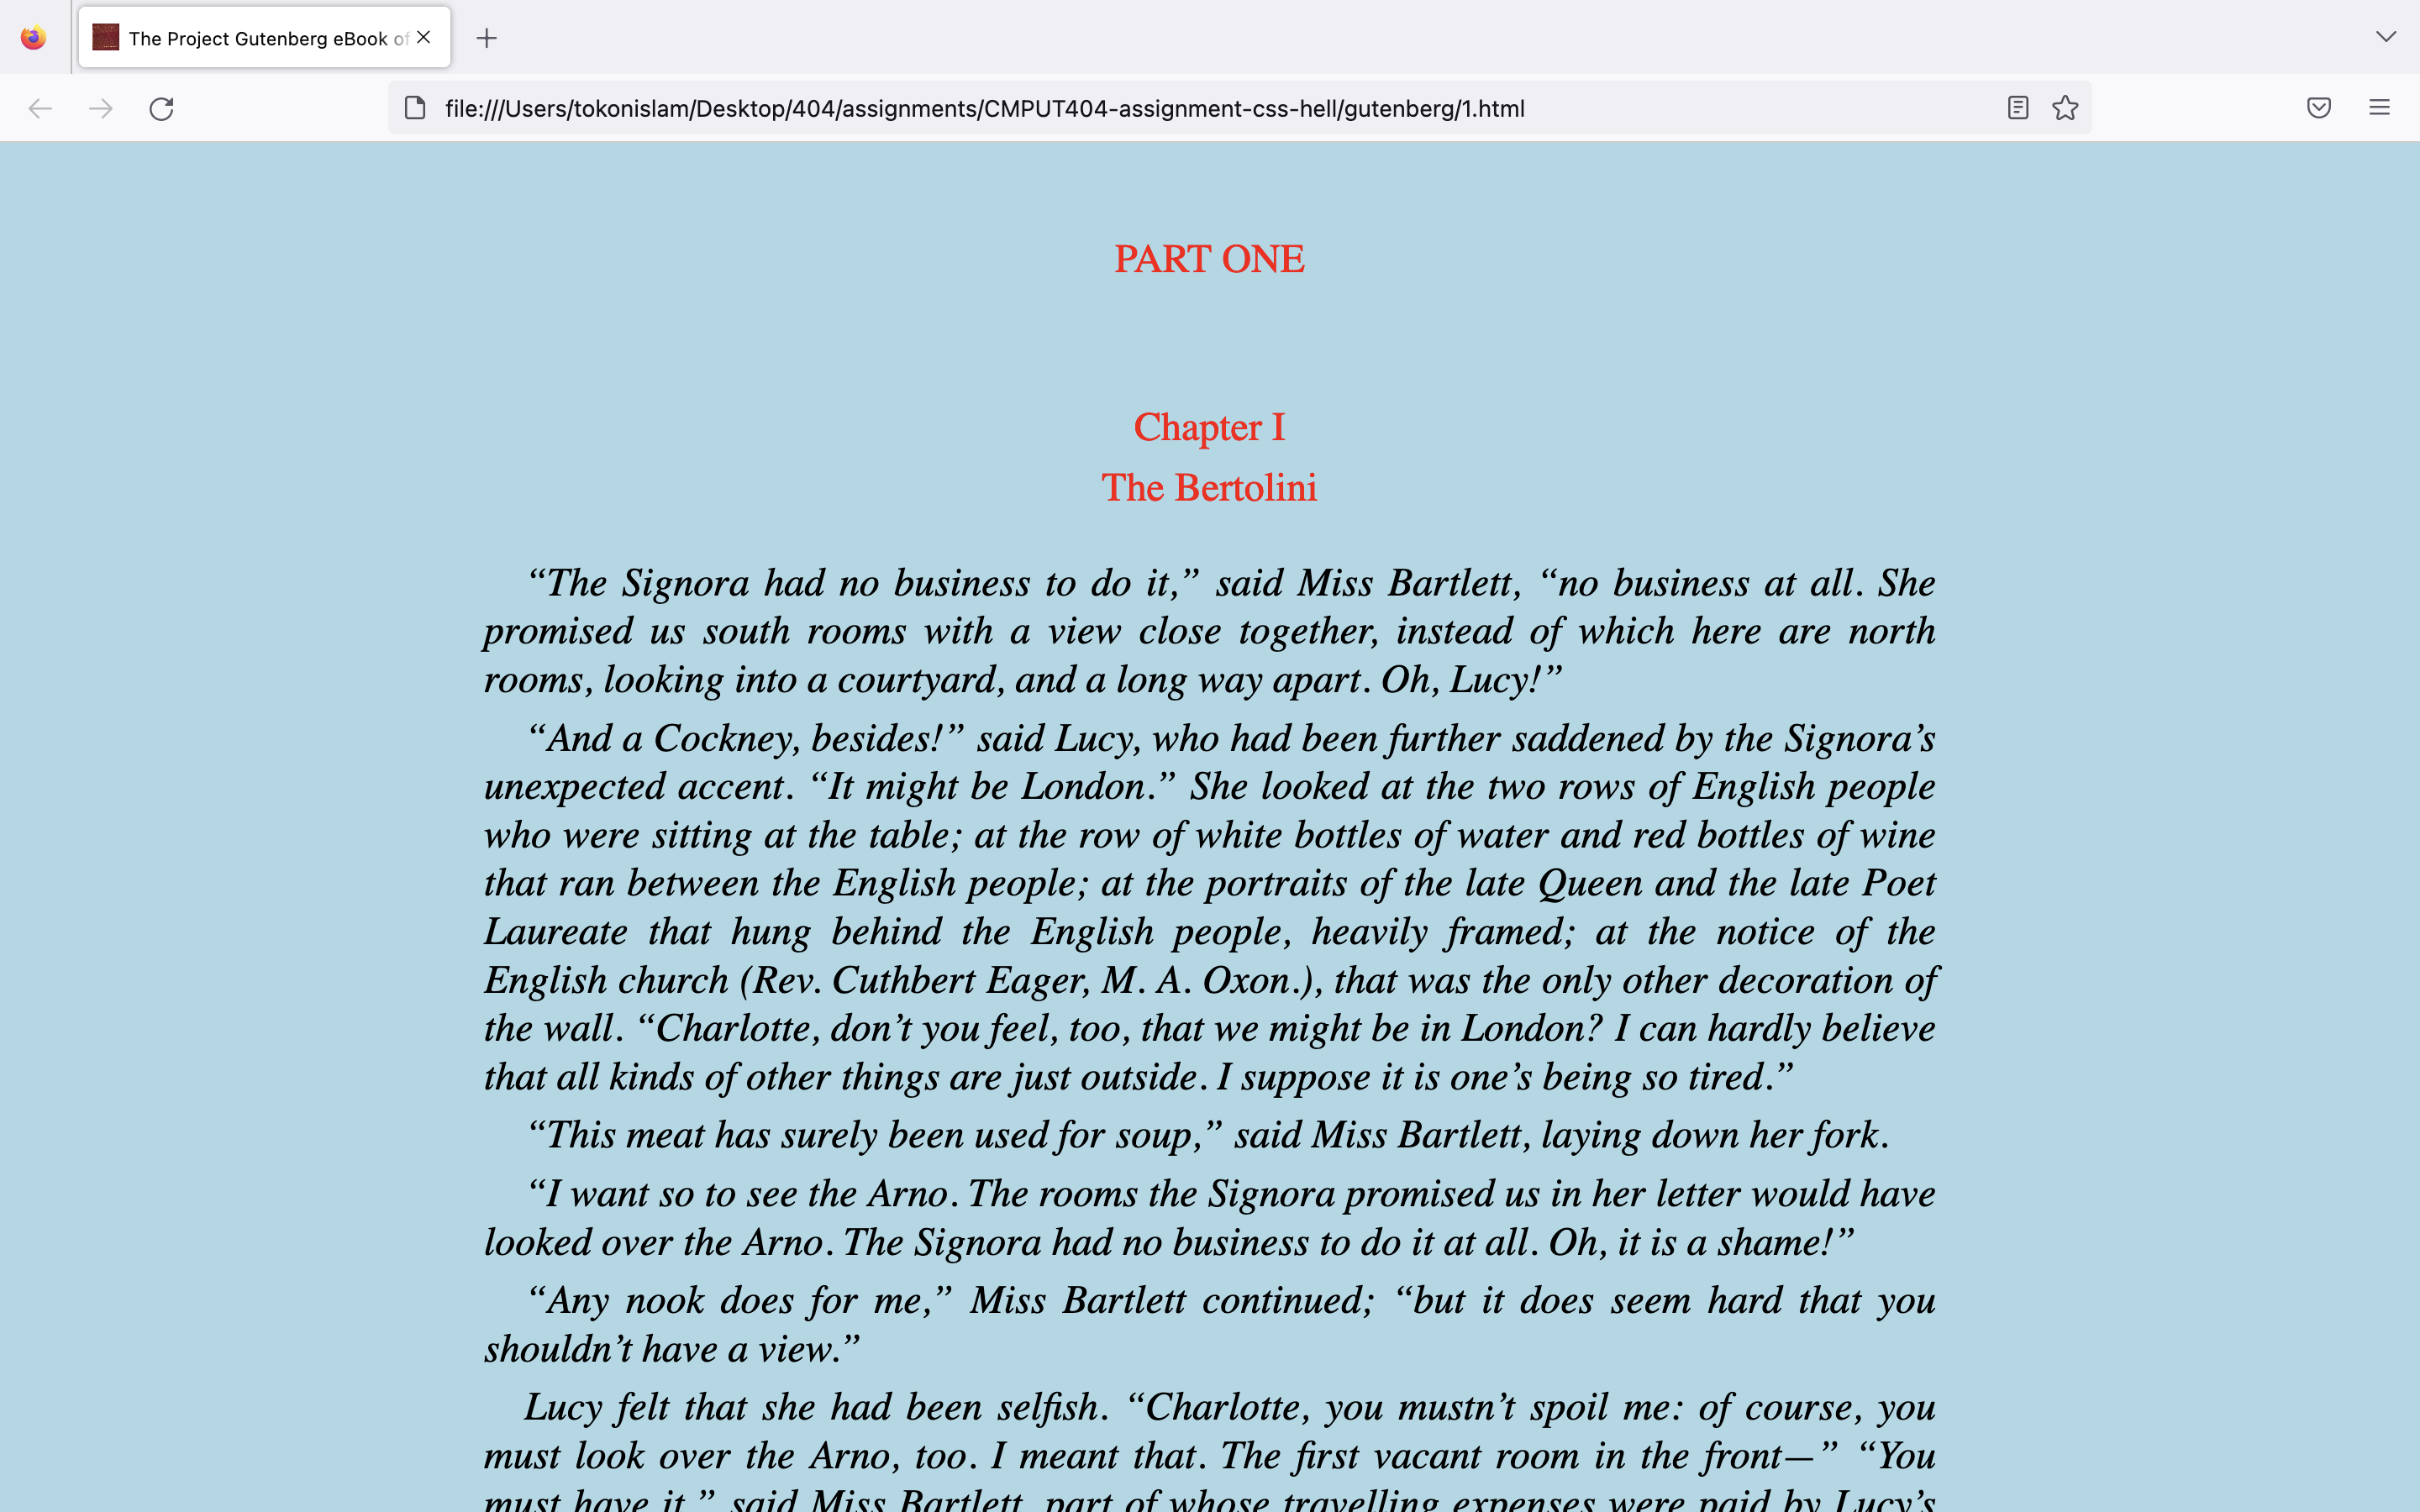 The Project Gutenberg eBook of
file:///Users/tokonislam/Desktop/404/assignments/CMPUT404-assignment-css-hell/gutenberg/1.html
PART ONE
Chapter I
The Bertolini
“The Signora had no business to do it,” said Miss Bartlett, “no business at all. She
promised us south rooms with a view close together, instead of which here are north
rooms, looking into a courtyard, and a long way apart. Oh, Lucy!”
“And a Cockney, besides!” said Lucy, who had been further saddened by the Signora’s
unexpected accent. “It might be London.” She looked at the two rows of English people
who were sitting at the table; at the row of white bottles of water and red bottles of wine
that ran between the English people; at the portraits of the late Queen and the late Poet
Laureate that hung behind the English people, heavily framed; at the notice of the
English church (Rev. Cuthbert Eager, M. A. Oxon.), that was the only other decoration of
the wall. “Charlotte, don’t you feel, too, that we might be in London? I can hardly believe
that all kinds of other things are just outside. I suppose it is one’s being so tired.”
“This meat has surely been used for soup,” said Miss Bartlett, laying down her fork.
“I want so to see the Arno. The rooms the Signora promised us in her letter would have
looked over the Arno. The Signora had no business to do it at all. Oh, it is a shame!”
“Any nook does for me,” Miss Bartlett continued; “but it does seem hard that you
shouldn’t have a view.”
Lucy felt that she had been selfish. “Charlotte, you mustn’t spoil me: of course, you
must look over the Arno, too. I meant that. The first vacant room in the front—” “You
must have it,” said Miss Bartlett, part of whose travelling expenses were paid by Lucy’s